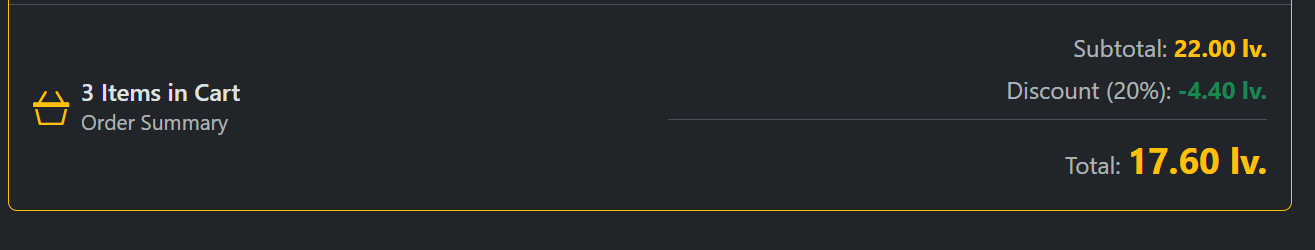 3 Items in Cart
Order Summary
Subtotal: 22.00 lv.
Discount (20%): -4.40 lv.
Total: 17.60 lv.